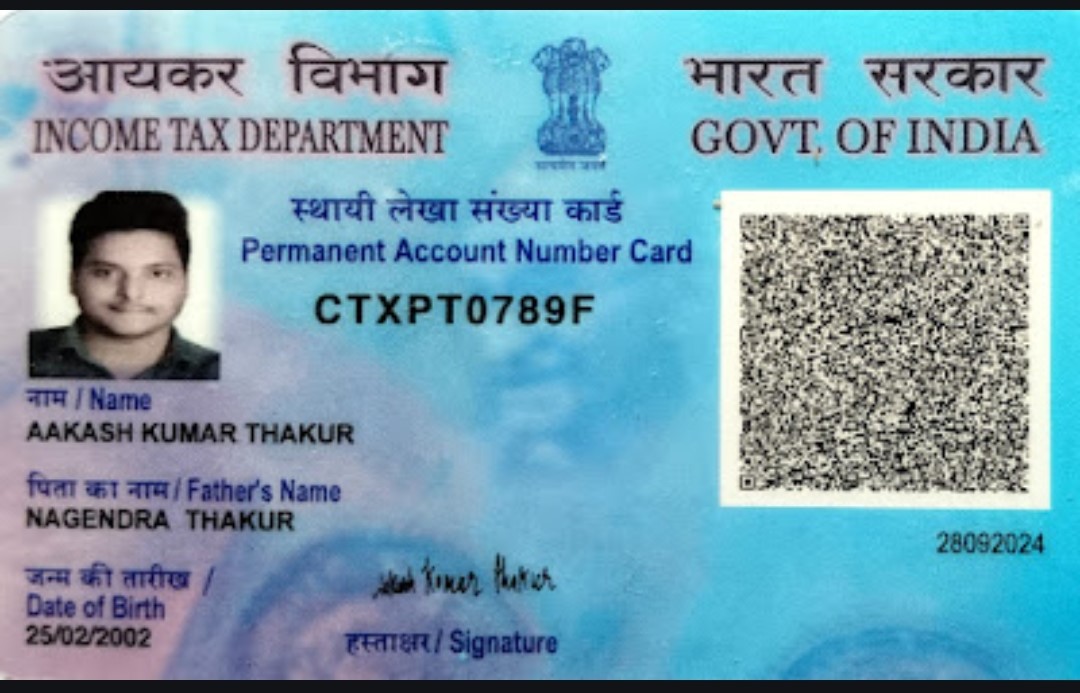 आयकर विभाग
INCOME TAX DEPARTMENT
भारत सरकार
GOVT. OF INDIA
सत्यमेव जयते
स्थायी लेखा संख्या कार्ड
Permanent Account Number Card
CTXPT0789F
नाम / Name
AAKASH KUMAR THAKUR
पिता का नाम / Father's Name
NAGENDRA THAKUR
जन्म की तारीख /
Date of Birth
25/02/2002
Kumar Thakur
हस्ताक्षर / Signature
28092024